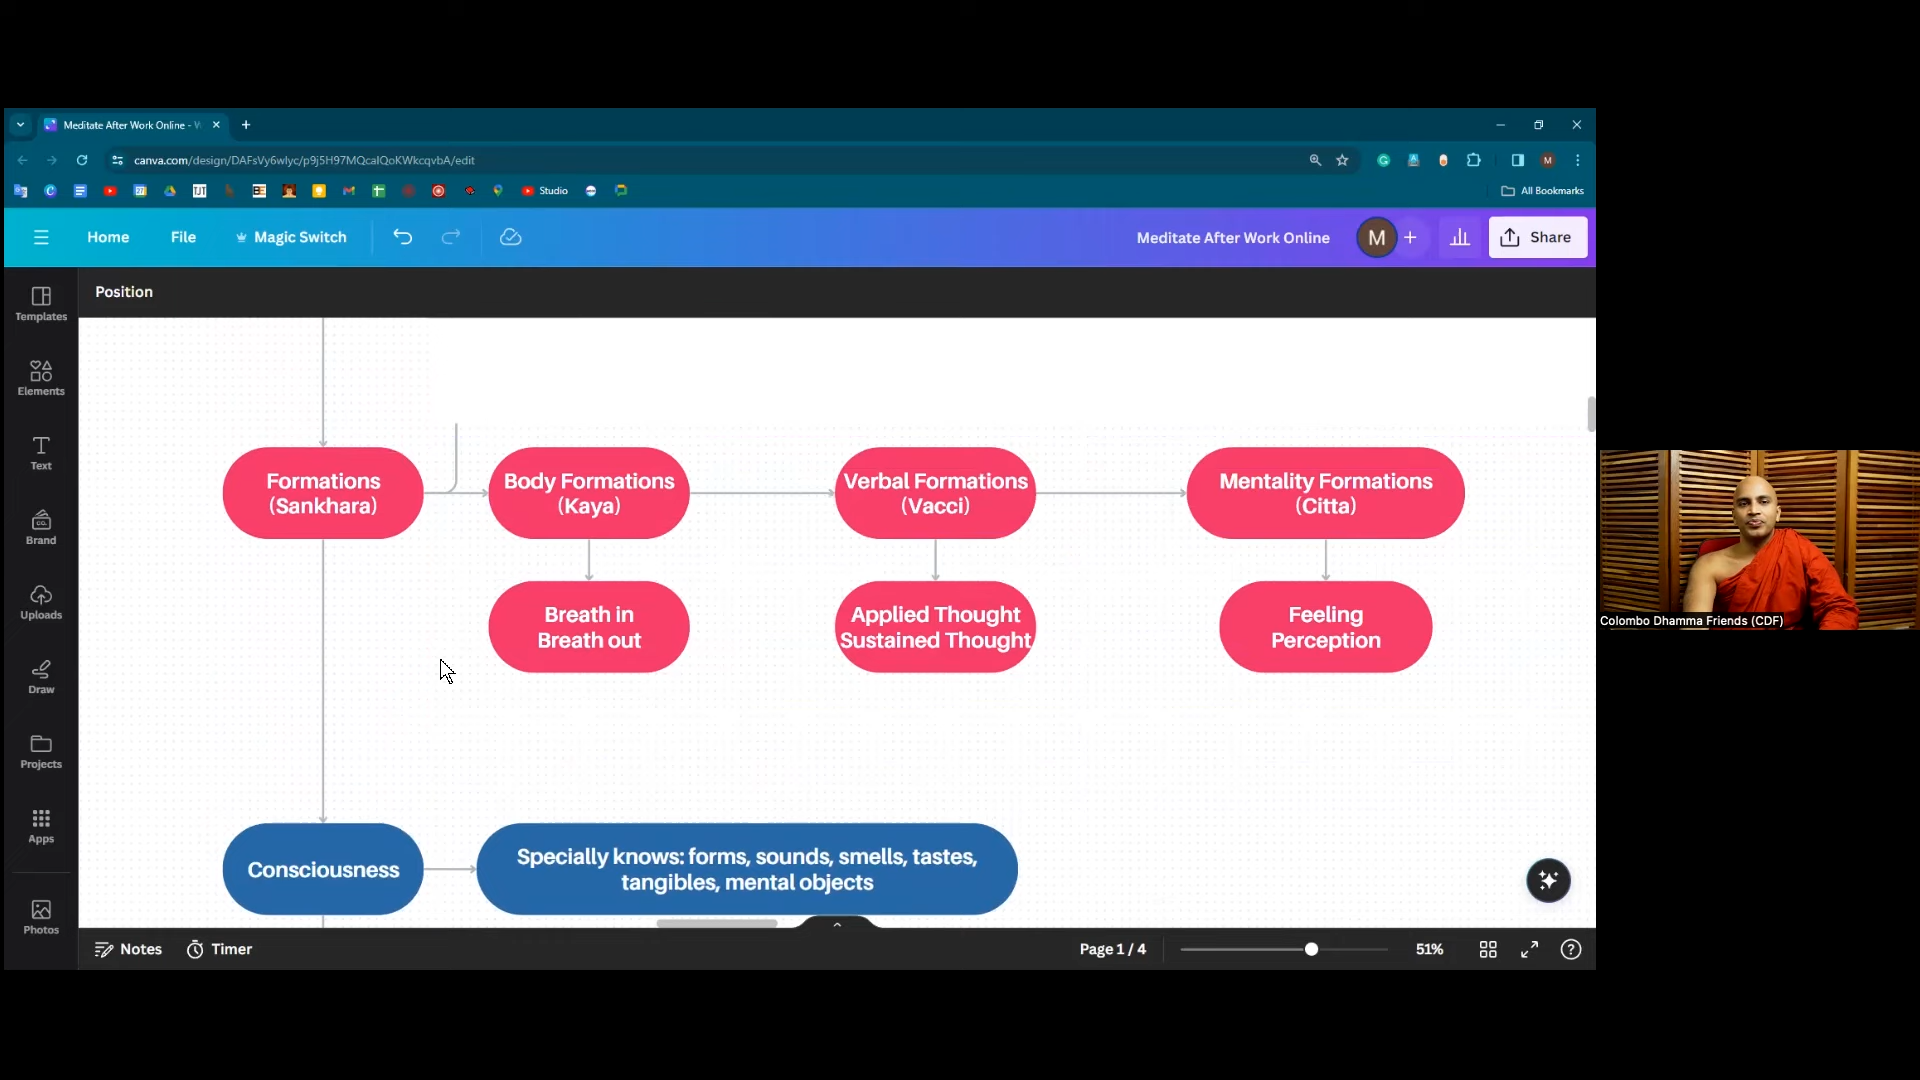 Meditate After Work Online - W
canva.com/design/DAFsVy6wlyc/p9j5H97MQcalQoKWkcqvbA/edit
Studio
All Bookmarks
Home
File
Magic Switch
Meditate After Work Online
M
Share
Position
Templates
Elements
Text
Brand
Uploads
Draw
Projects
Apps
Photos
Formations
(Sankhara)
Body Formations
(Kaya)
Verbal Formations
(Vacci)
Mentality Formations
(Citta)
Breath in
Breath out
Applied Thought
Sustained Thought
Feeling
Perception
Consciousness
Specially knows: forms, sounds, smells, tastes,
tangibles, mental objects
Colombo Dhamma Friends (CDF)
Notes
Timer
Page 1 / 4
51%